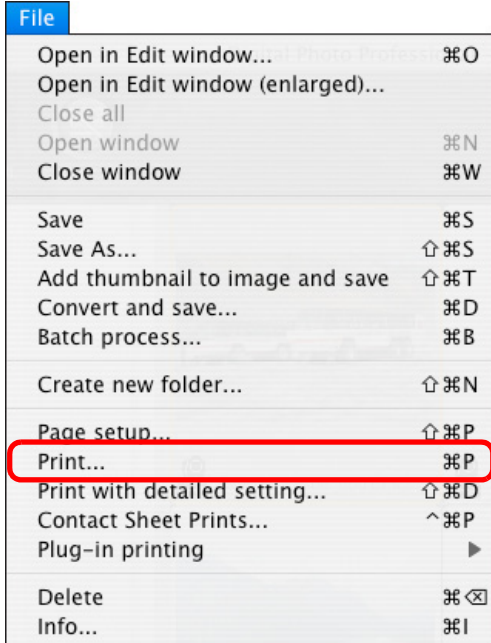 File
Open in Edit window... ⌘O
Open in Edit window (enlarged)...
Close all
Open window ⌘N
Close window ⌘W
Save ⌘S
Save As... ⇧⌘S
Add thumbnail to image and save ⇧⌘T
Convert and save... ⌘D
Batch process... ⌘B
Create new folder... ⇧⌘N
Page setup... ⇧⌘P
Print... ⌘P
Print with detailed setting... ⇧⌘D
Contact Sheet Prints... ^⌘P
Plug-in printing ▶
Delete ⌘⌫
Info... ⌘I